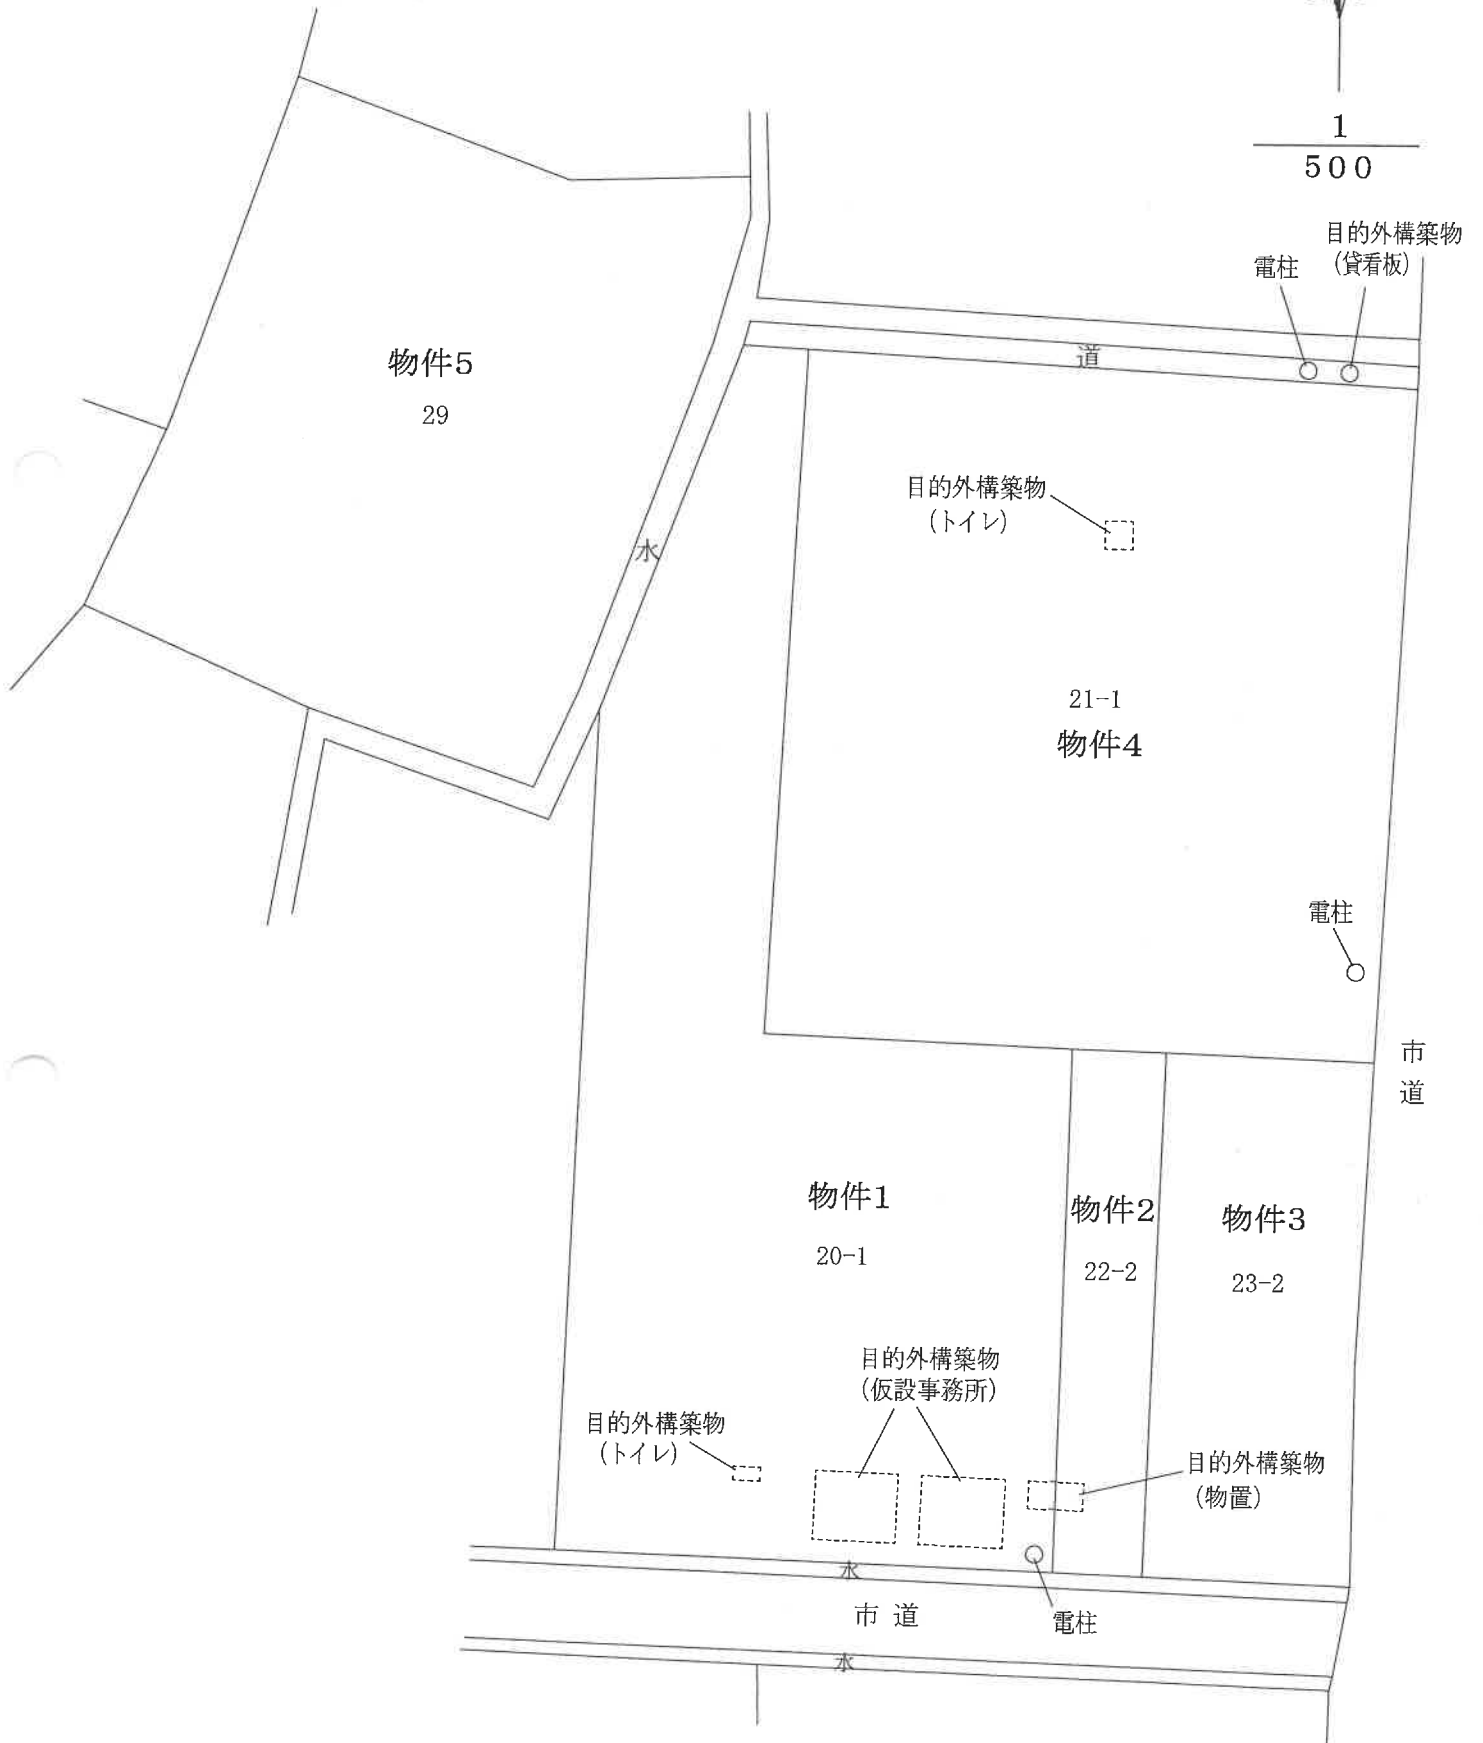 1
500
目的外構築物
(貸看板)
電柱
道
物件5
29
目的外構築物
(トイレ)
水
21-1
物件4
電柱
市
道
物件1
20-1
物件2
22-2
物件3
23-2
目的外構築物
(仮設事務所)
目的外構築物
(トイレ)
目的外構築物
(物置)
水
市道
電柱
水